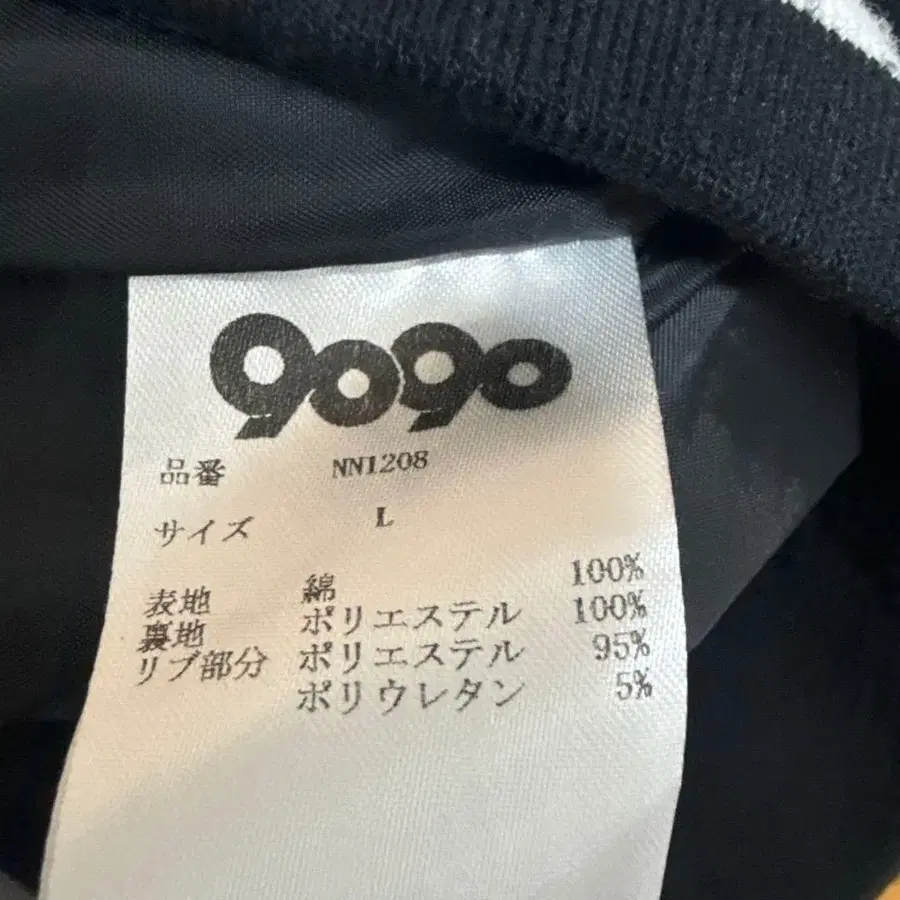 9090
品番 NN1208
サイズ L
表地 綿 100%
裏地 ポリエステル 100%
リブ部分 ポリエステル 95%
ポリウレタン 5%